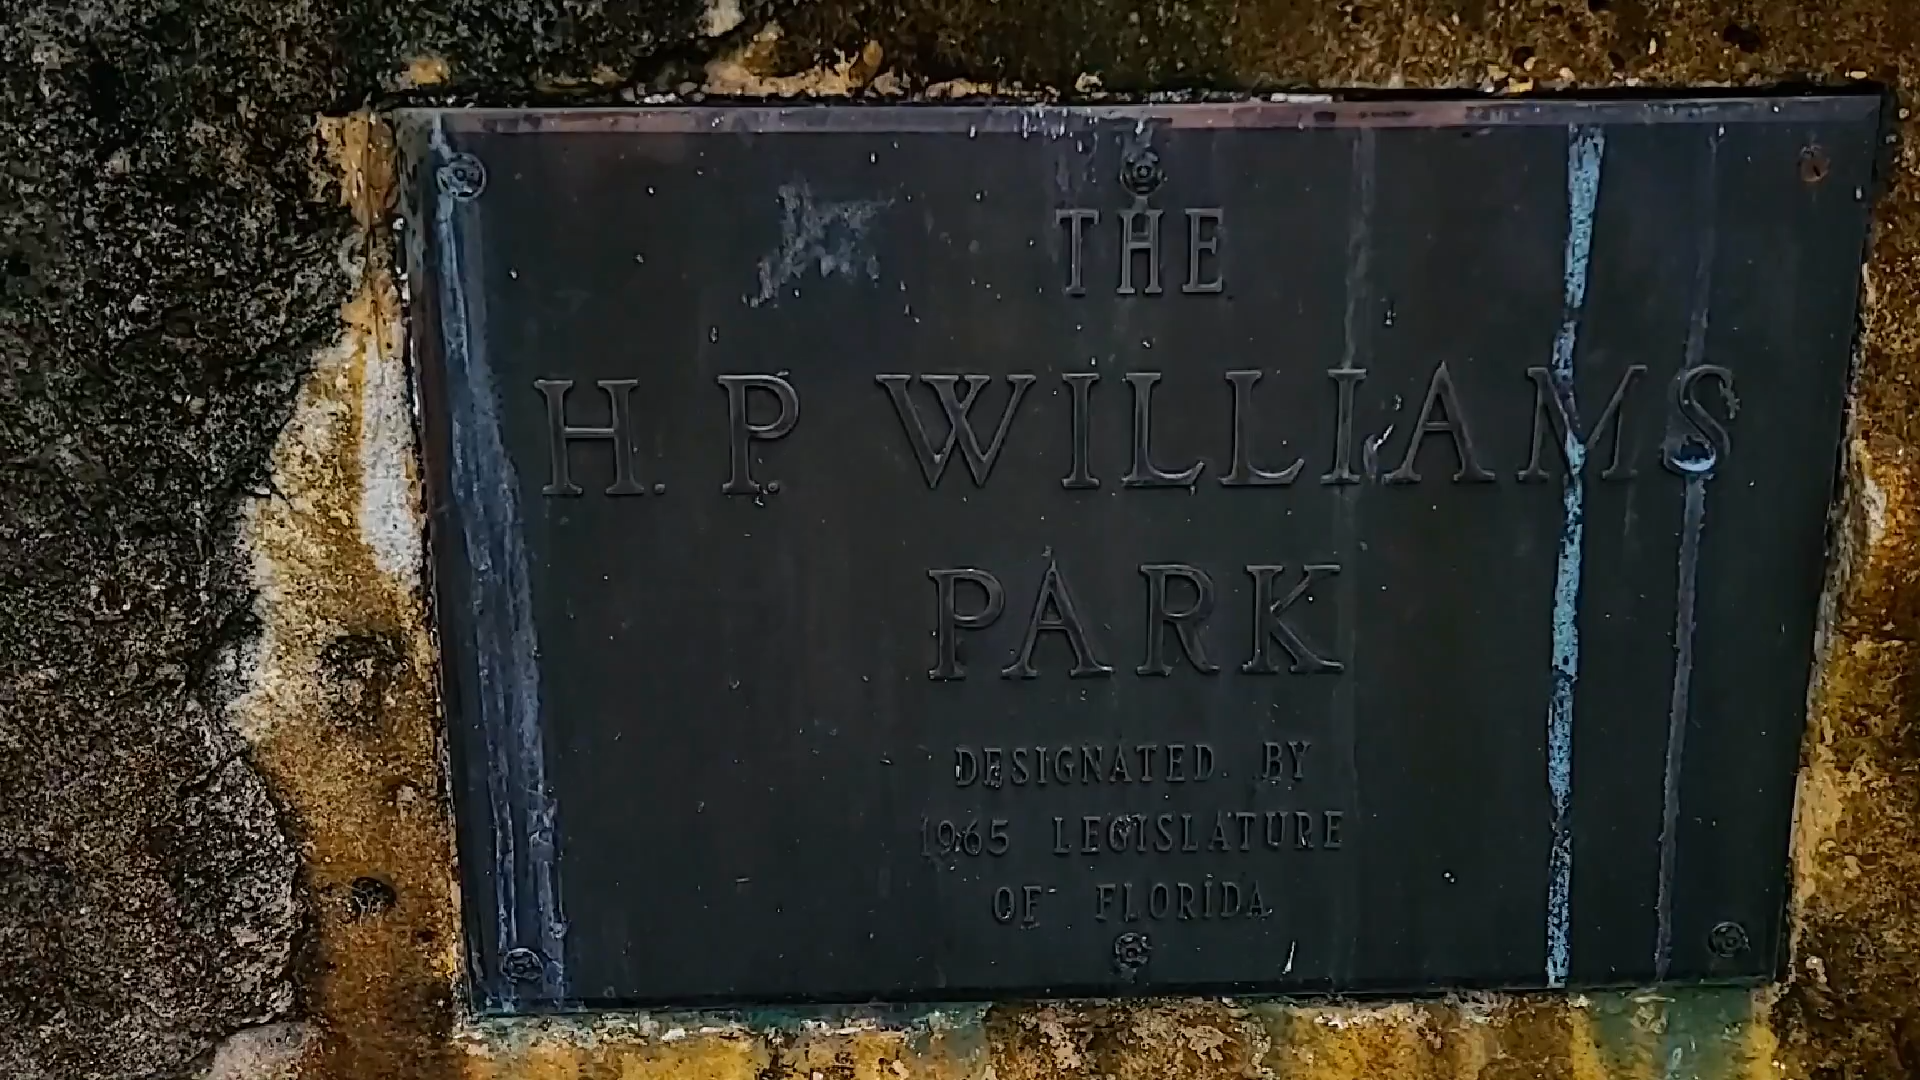 THE
H. P. WILLIAMS
PARK
DESIGNATED BY
1965 LEGISLATURE
OF FLORIDA